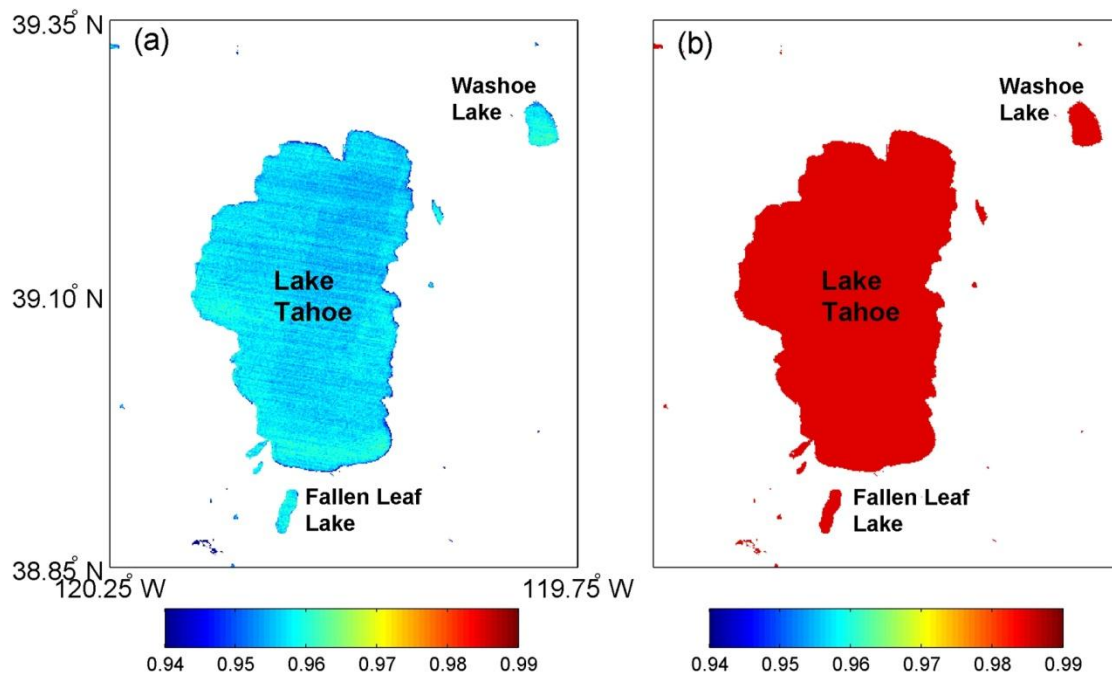 39.35° N
(a)
(b)
Washoe
Lake
Washoe
Lake
Lake
Tahoe
Lake
Tahoe
39.10° N
Fallen Leaf
Lake
Fallen Leaf
Lake
38.85° N
120.25° W
119.75° W
0.94 0.95 0.96 0.97 0.98 0.99
0.94 0.95 0.96 0.97 0.98 0.99